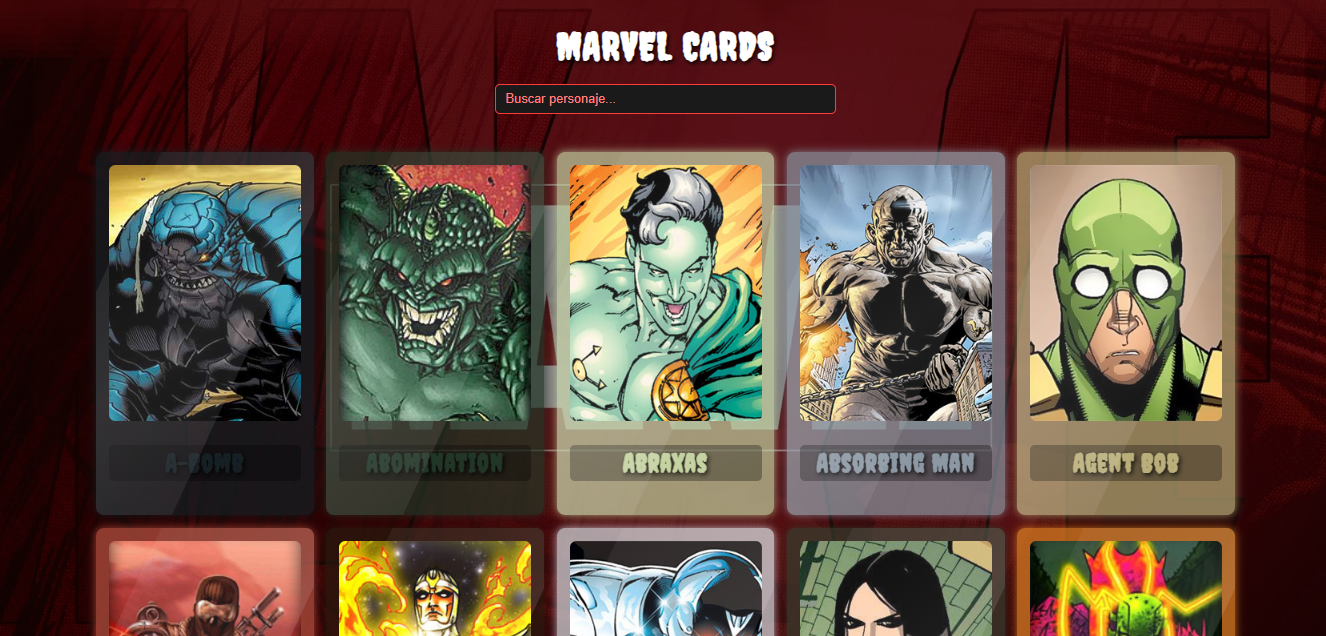 MARVEL CARDS
Buscar personaje...
A-BOMB
ABOMINATION
ABRAXAS
ABSORBING MAN
AGENT BOB